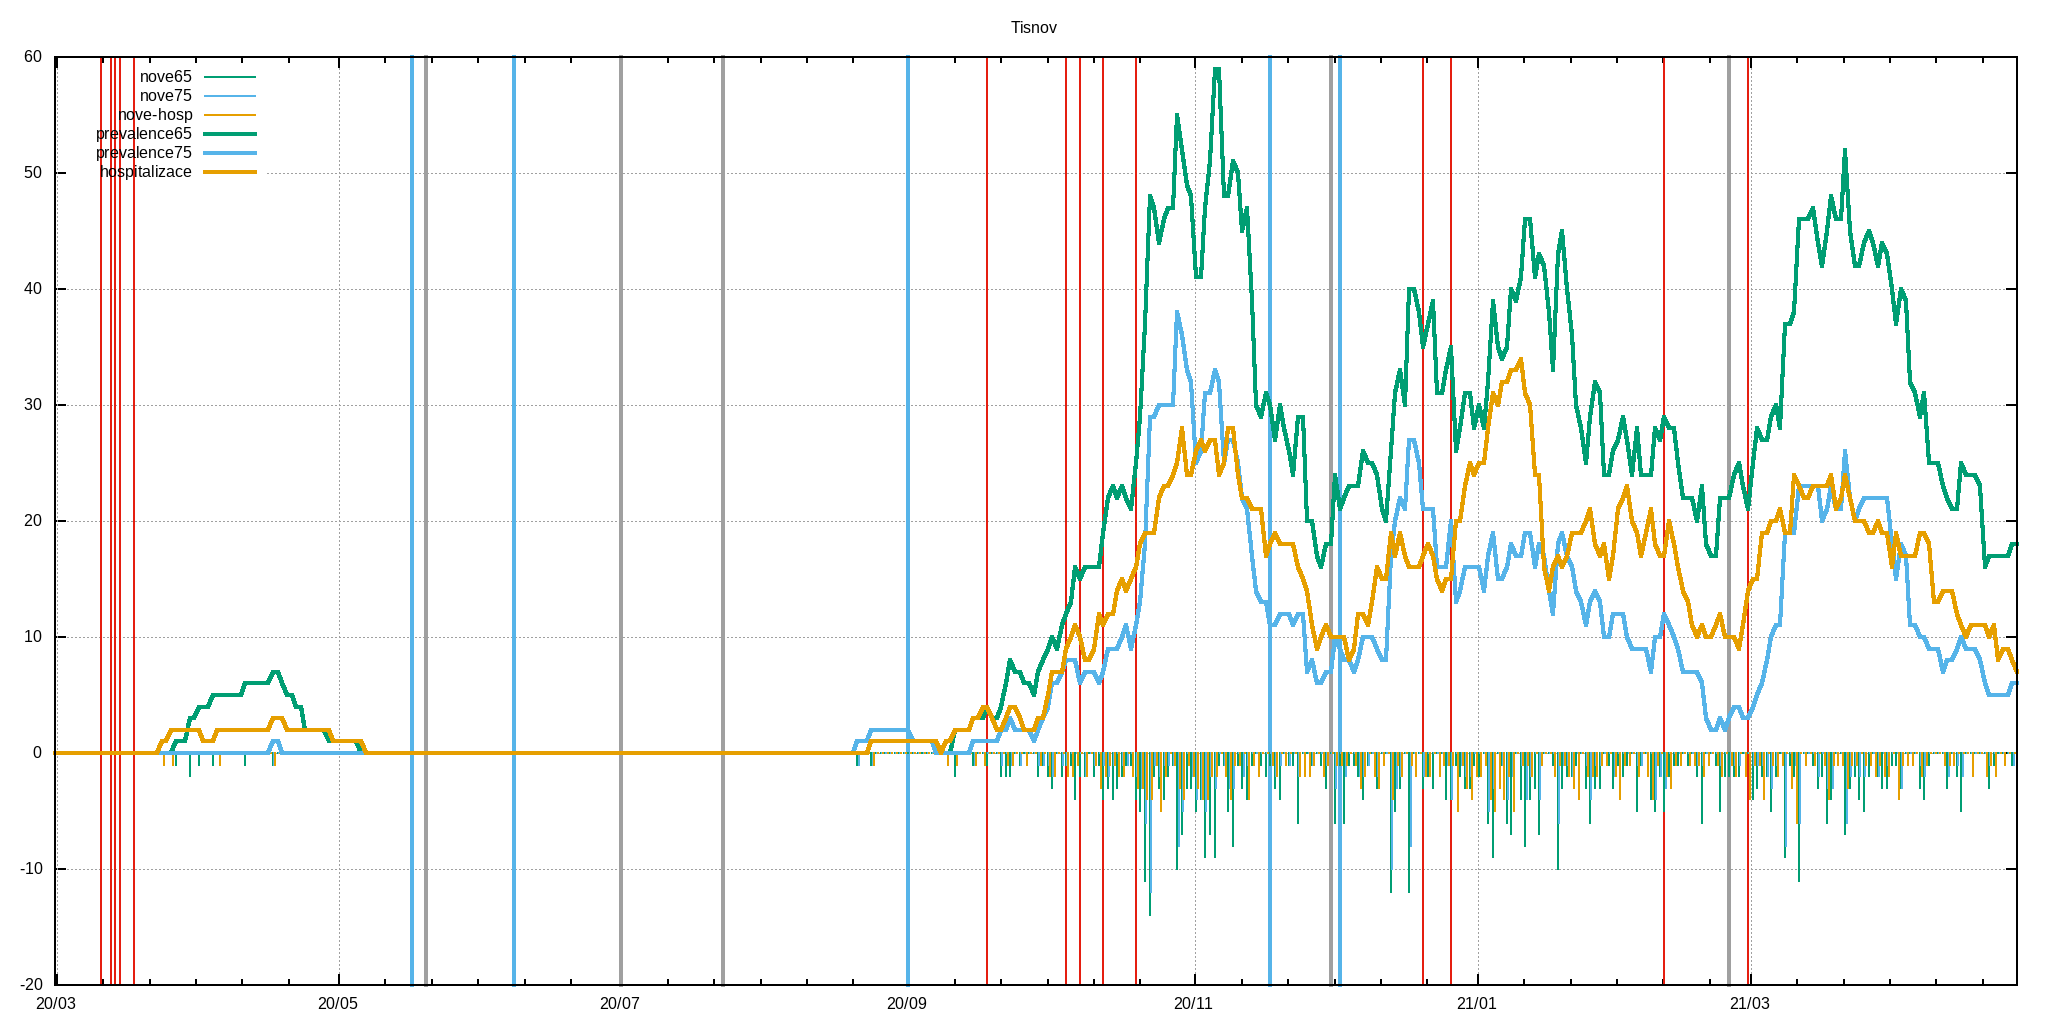 Tisnov
60
50
40
30
20
10
0
-10
-20
nove65
nove75
nove-hosp
prevalence65
prevalence75
hospitalizace
20/03 20/05 20/07 20/09 20/11 21/01 21/03